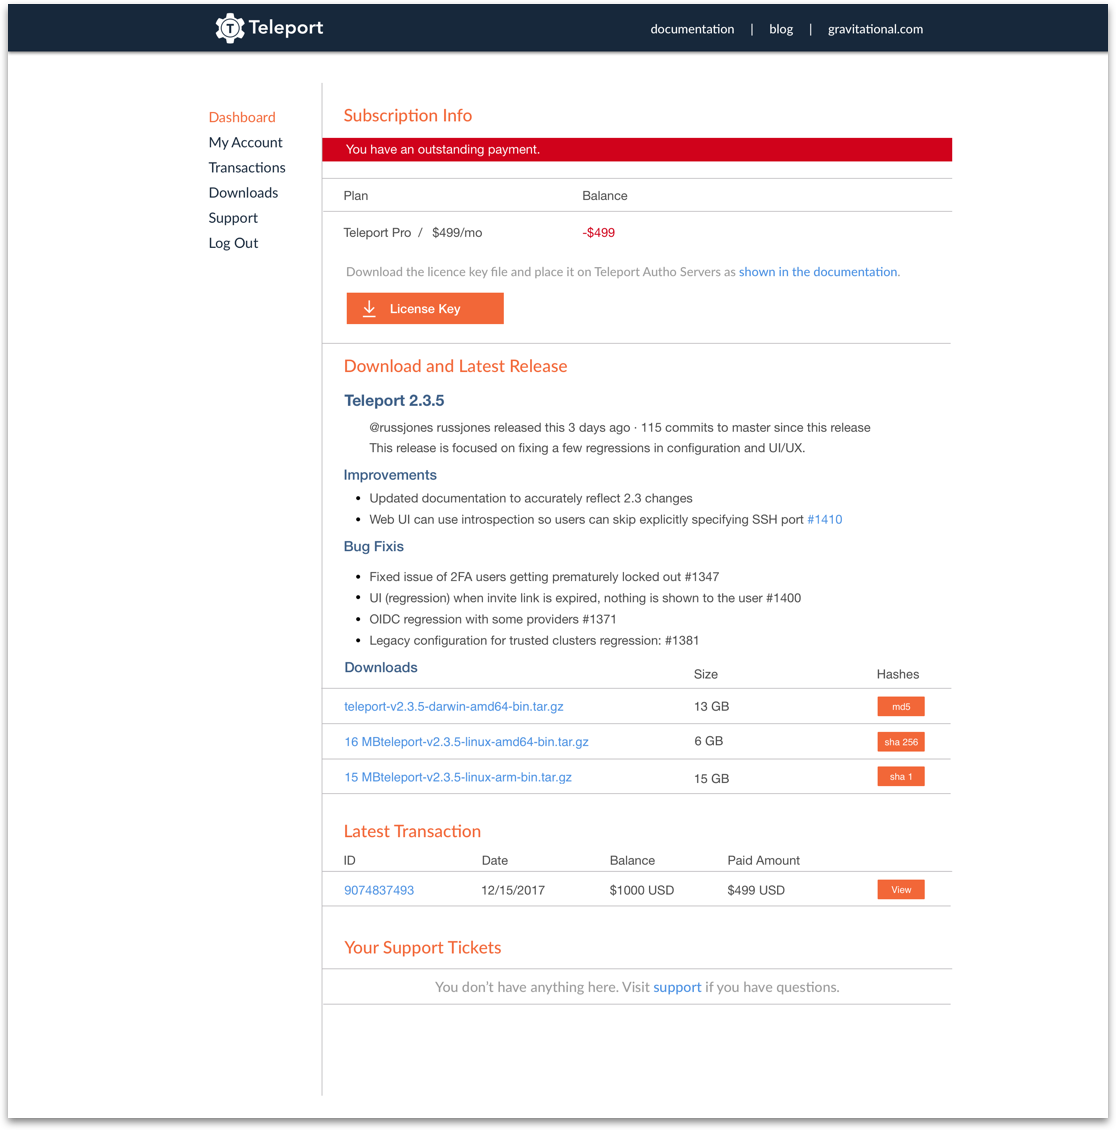 Teleport
documentation | blog | gravitational.com
Dashboard
My Account
Transactions
Downloads
Support
Log Out
Subscription Info
You have an outstanding payment.
Plan Balance
Teleport Pro / $499/mo -$499
Download the licence key file and place it on Teleport Autho Servers as shown in the documentation.
License Key
Download and Latest Release
Teleport 2.3.5
@russjones russjones released this 3 days ago · 115 commits to master since this release
This release is focused on fixing a few regressions in configuration and UI/UX.
Improvements
• Updated documentation to accurately reflect 2.3 changes
• Web UI can use introspection so users can skip explicitly specifying SSH port #1410
Bug Fixis
• Fixed issue of 2FA users getting prematurely locked out #1347
• UI (regression) when invite link is expired, nothing is shown to the user #1400
• OIDC regression with some providers #1371
• Legacy configuration for trusted clusters regression: #1381
Downloads Size Hashes
teleport-v2.3.5-darwin-amd64-bin.tar.gz 13 GB md5
16 MBteleport-v2.3.5-linux-amd64-bin.tar.gz 6 GB sha 256
15 MBteleport-v2.3.5-linux-arm-bin.tar.gz 15 GB sha 1
Latest Transaction
ID Date Balance Paid Amount
9074837493 12/15/2017 $1000 USD $499 USD View
Your Support Tickets
You don't have anything here. Visit support if you have questions.